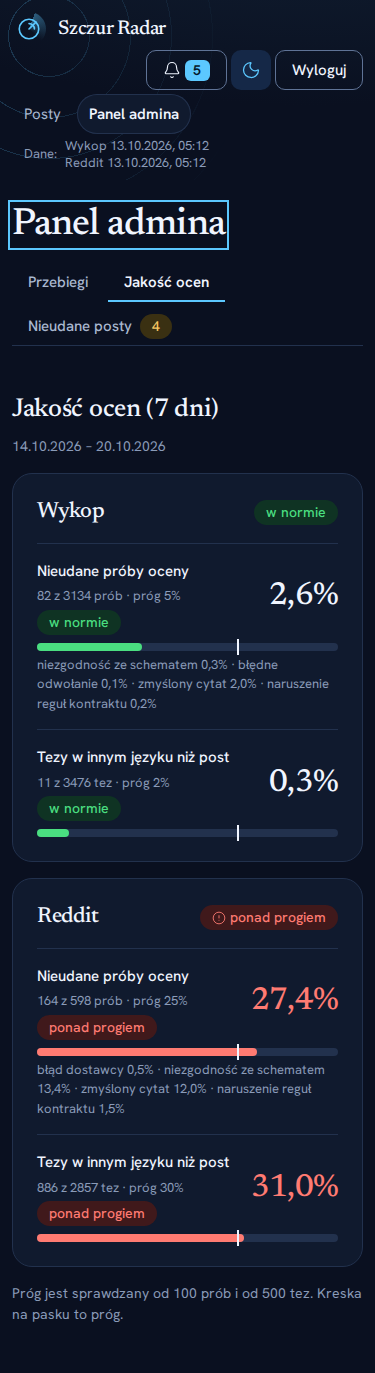 Szczur Radar
5
Wyloguj
Posty
Panel admina
Dane:
Wykop 13.10.2026, 05:12
Reddit 13.10.2026, 05:12
Panel admina
Przebiegi
Jakość ocen
Nieudane posty 4
Jakość ocen (7 dni)
14.10.2026 – 20.10.2026
Wykop
w normie
Nieudane próby oceny
82 z 3134 prób · próg 5%
w normie
2,6%
niezgodność ze schematem 0,3% · błędne
odwołanie 0,1% · zmyślony cytat 2,0% · naruszenie
reguł kontraktu 0,2%
Tezy w innym języku niż post
11 z 3476 tez · próg 2%
w normie
0,3%
Reddit
ponad progiem
Nieudane próby oceny
164 z 598 prób · próg 25%
ponad progiem
27,4%
błąd dostawcy 0,5% · niezgodność ze schematem
13,4% · zmyślony cytat 12,0% · naruszenie reguł
kontraktu 1,5%
Tezy w innym języku niż post
886 z 2857 tez · próg 30%
ponad progiem
31,0%
Próg jest sprawdzany od 100 prób i od 500 tez. Kreska
na pasku to próg.